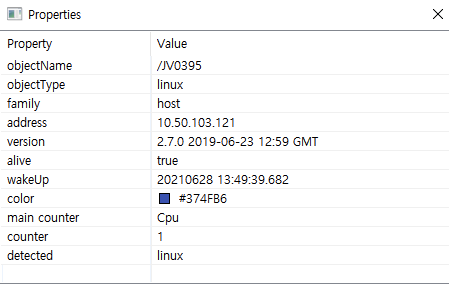 Properties
Property Value
objectName /JV0395
objectType linux
family host
address 10.50.103.121
version 2.7.0 2019-06-23 12:59 GMT
alive true
wakeUp 20210628 13:49:39.682
color #374FB6
main counter Cpu
counter 1
detected linux